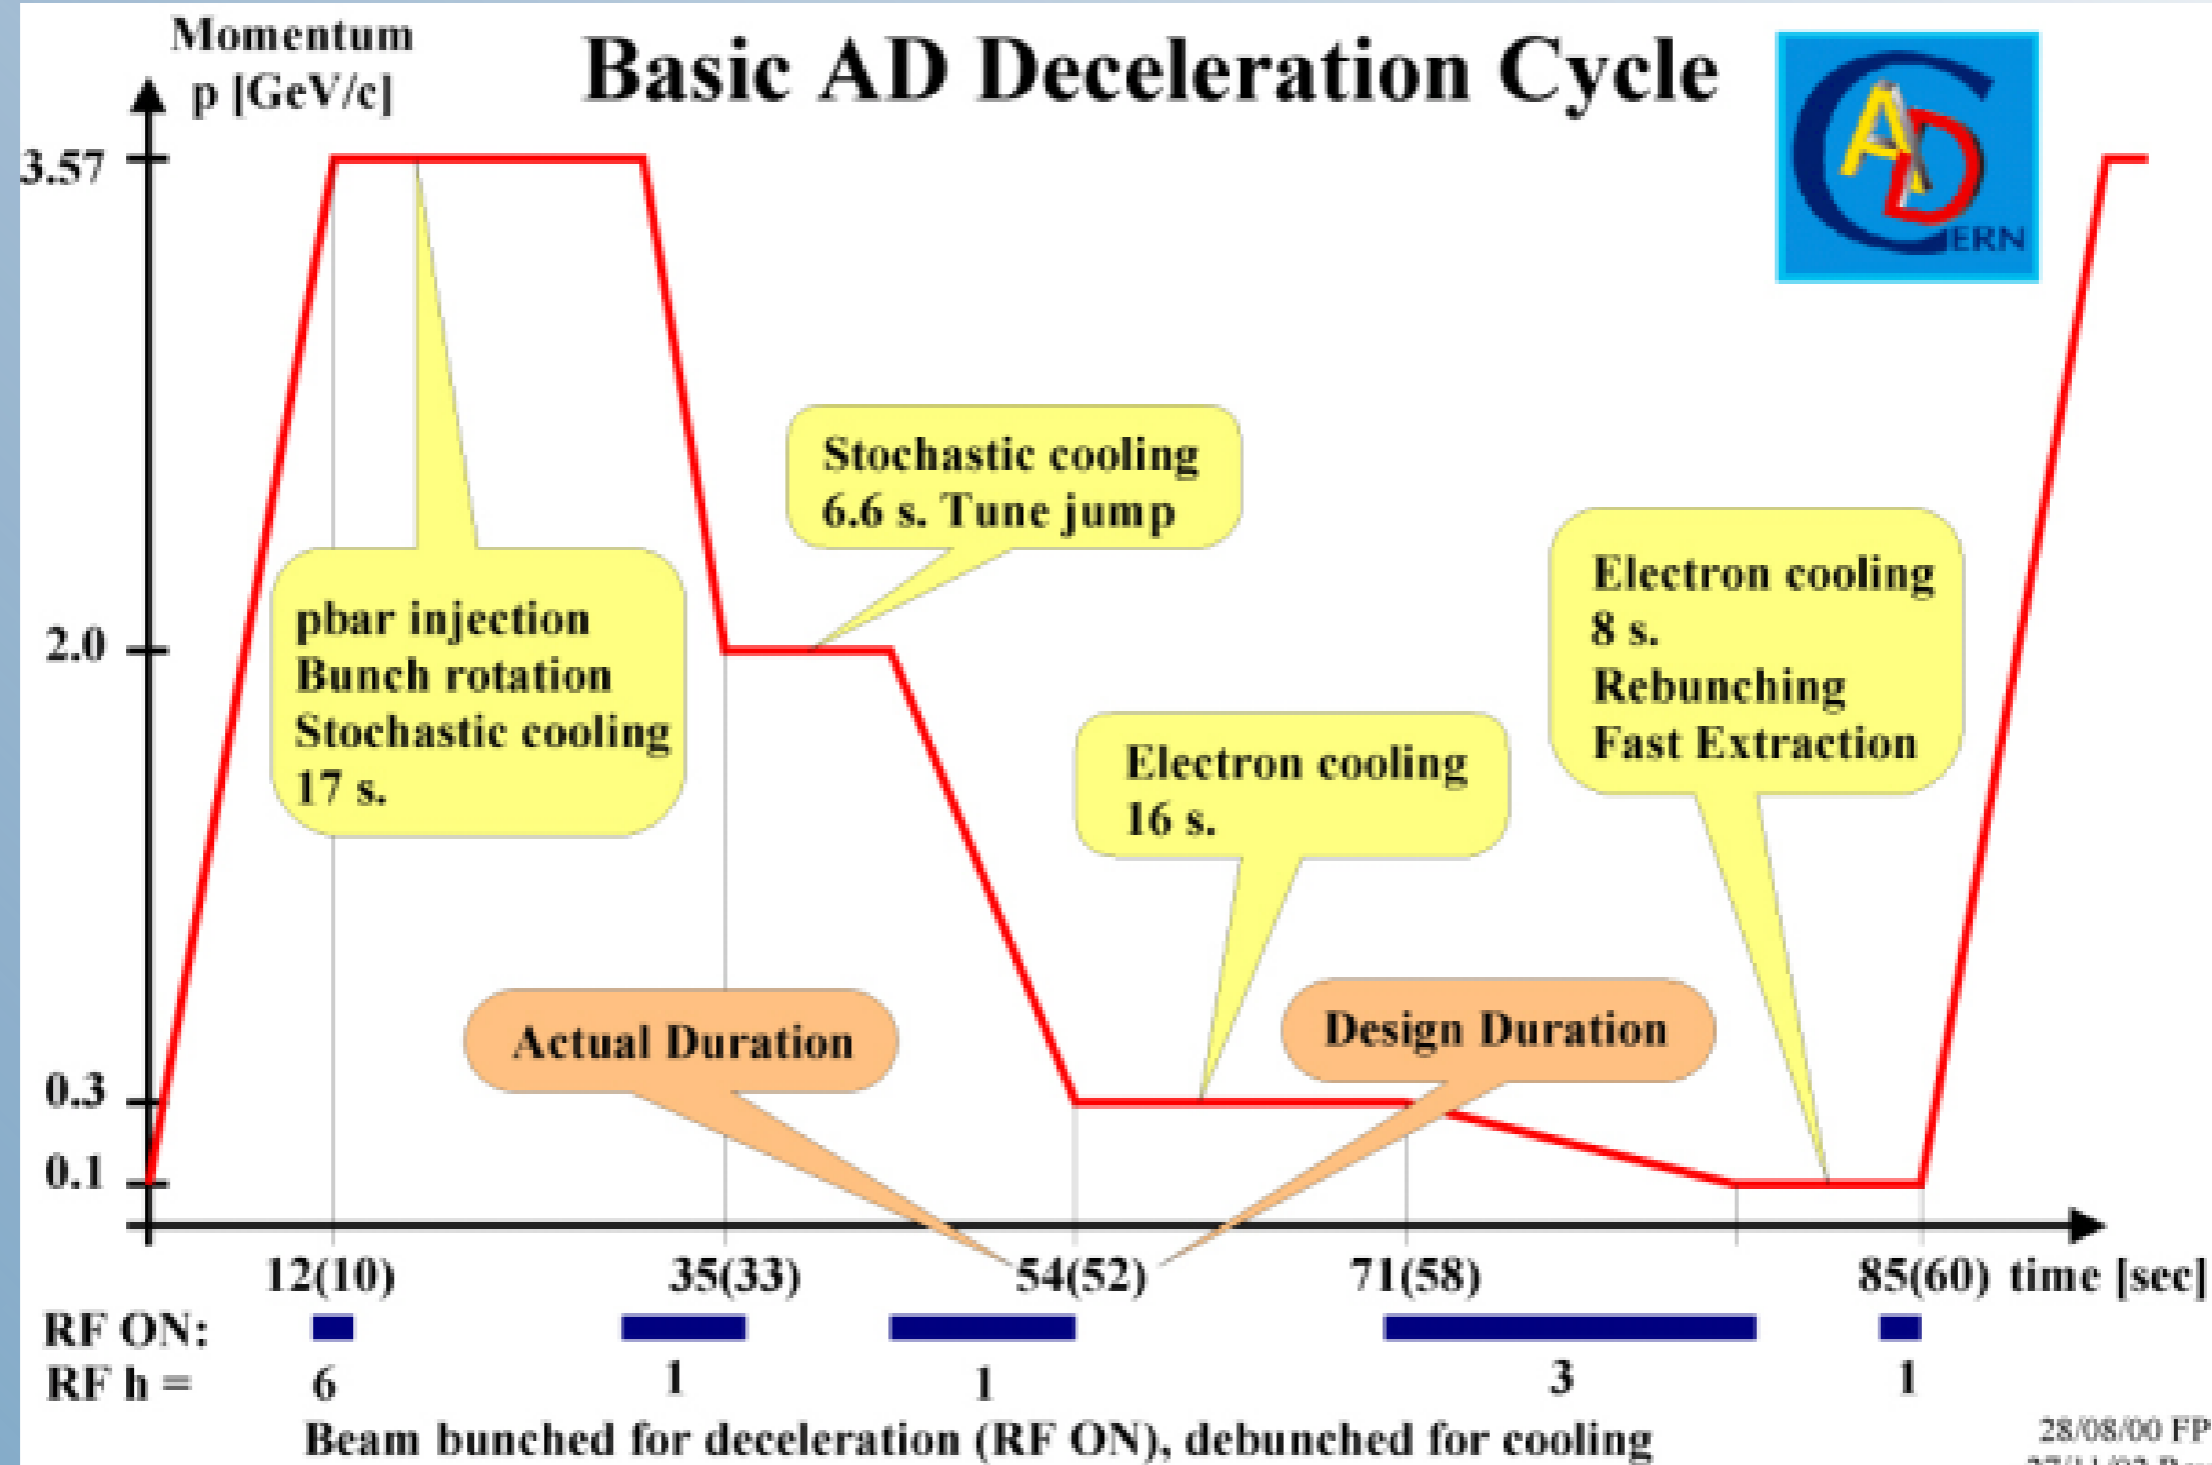 Momentum
p [GeV/c]
Basic AD Deceleration Cycle
CERN
AD
3.57
2.0
0.3
0.1
pbar injection
Bunch rotation
Stochastic cooling
17 s.
Stochastic cooling
6.6 s. Tune jump
Electron cooling
16 s.
Electron cooling
8 s.
Rebunching
Fast Extraction
Actual Duration
Design Duration
12(10) 35(33) 54(52) 71(58) 85(60) time [sec]
RF ON:
RF h = 6 1 1 3 1
Beam bunched for deceleration (RF ON), debunched for cooling
28/08/00 FP